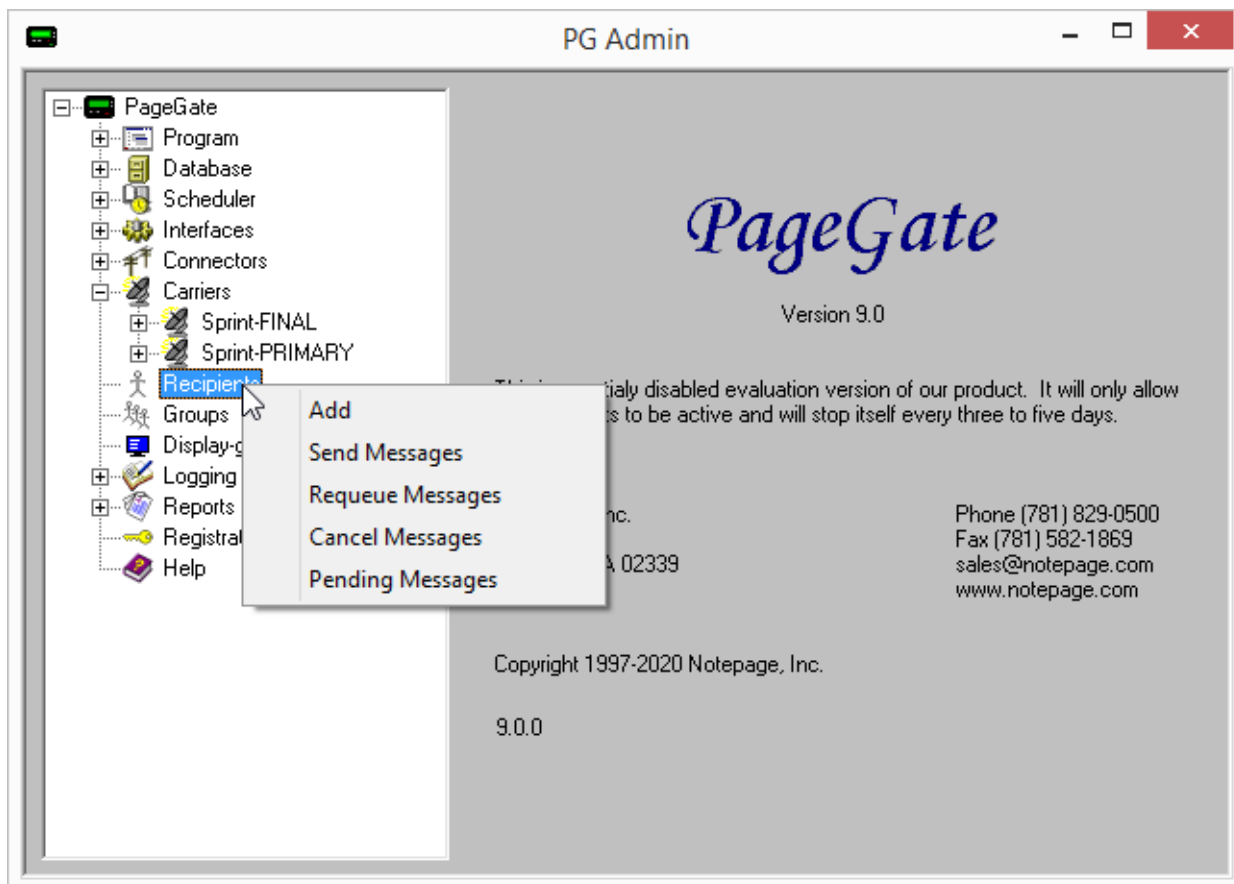 PG Admin
PageGate
Program
Database
Scheduler
Interfaces
Connectors
Carriers
Sprint-FINAL
Sprint-PRIMARY
Recipients
Groups
Logging
Reports
Help
Add
Send Messages
Requeue Messages
Cancel Messages
Pending Messages
PageGate
Version 9.0
disabled evaluation version of our product. It will only allow
to be active and will stop itself every three to five days.
02339
Phone (781) 829-0500
Fax (781) 582-1869
sales@notepage.com
www.notepage.com
Copyright 1997-2020 Notepage, Inc.
9.0.0